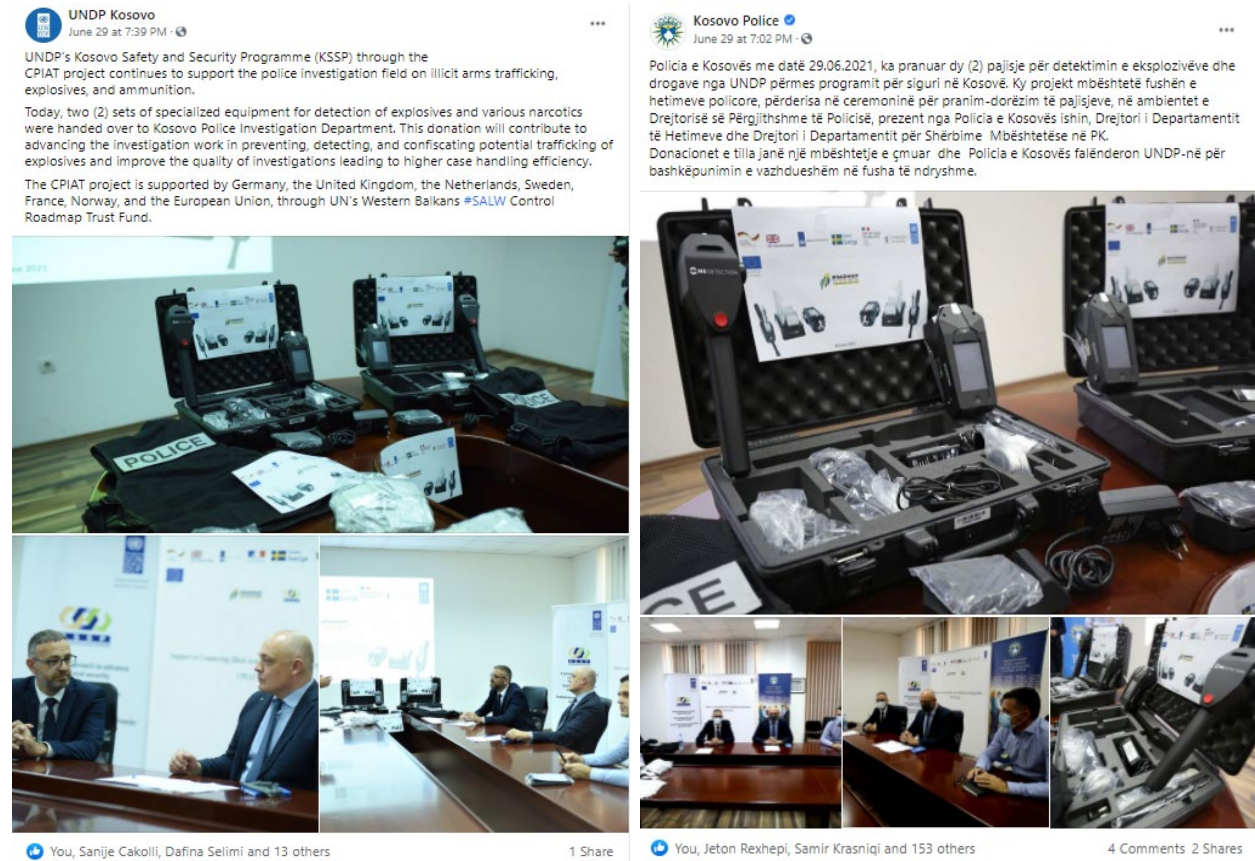 UNDP Kosovo
June 29 at 7:39 PM ·
UNDP's Kosovo Safety and Security Programme (KSSP) through the
CPIAT project continues to support the police investigation field on illicit arms trafficking,
explosives, and ammunition.
Today, two (2) sets of specialized equipment for detection of explosives and various narcotics
were handed over to Kosovo Police Investigation Department. This donation will contribute to
advancing the investigation work in preventing, detecting, and confiscating potential trafficking of
explosives and improve the quality of investigations leading to higher case handling efficiency.
The CPIAT project is supported by Germany, the United Kingdom, the Netherlands, Sweden,
France, Norway, and the European Union, through UN's Western Balkans #SALW Control
Roadmap Trust Fund.
POLICE
POLICE
You, Sanije Cakolli, Dafina Selimi and 13 others
1 Share
Kosovo Police
June 29 at 7:02 PM ·
Policia e Kosovës me datë 29.06.2021, ka pranuar dy (2) pajisje për detektimin e eksplozivëve dhe
drogave nga UNDP përmes programit për siguri në Kosovë. Ky projekt mbështetë fushën e
hetimeve policore, përderisa në ceremoninë për pranim-dorëzim të pajisjeve, në ambientet e
Drejtorisë së Përgjithshme të Policisë, prezent nga Policia e Kosovës ishin, Drejtori i Departamentit
të Hetimeve dhe Drejtori i Departamentit për Shërbime Mbështetëse në PK.
Donacionet e tilla janë një mbështetje e çmuar dhe Policia e Kosovës falënderon UNDP-në për
bashkëpunimin e vazhdueshëm në fusha të ndryshme.
DETECTION
ROADMAP
CE
You, Jeton Rexhepi, Samir Krasniqi and 153 others
4 Comments 2 Shares